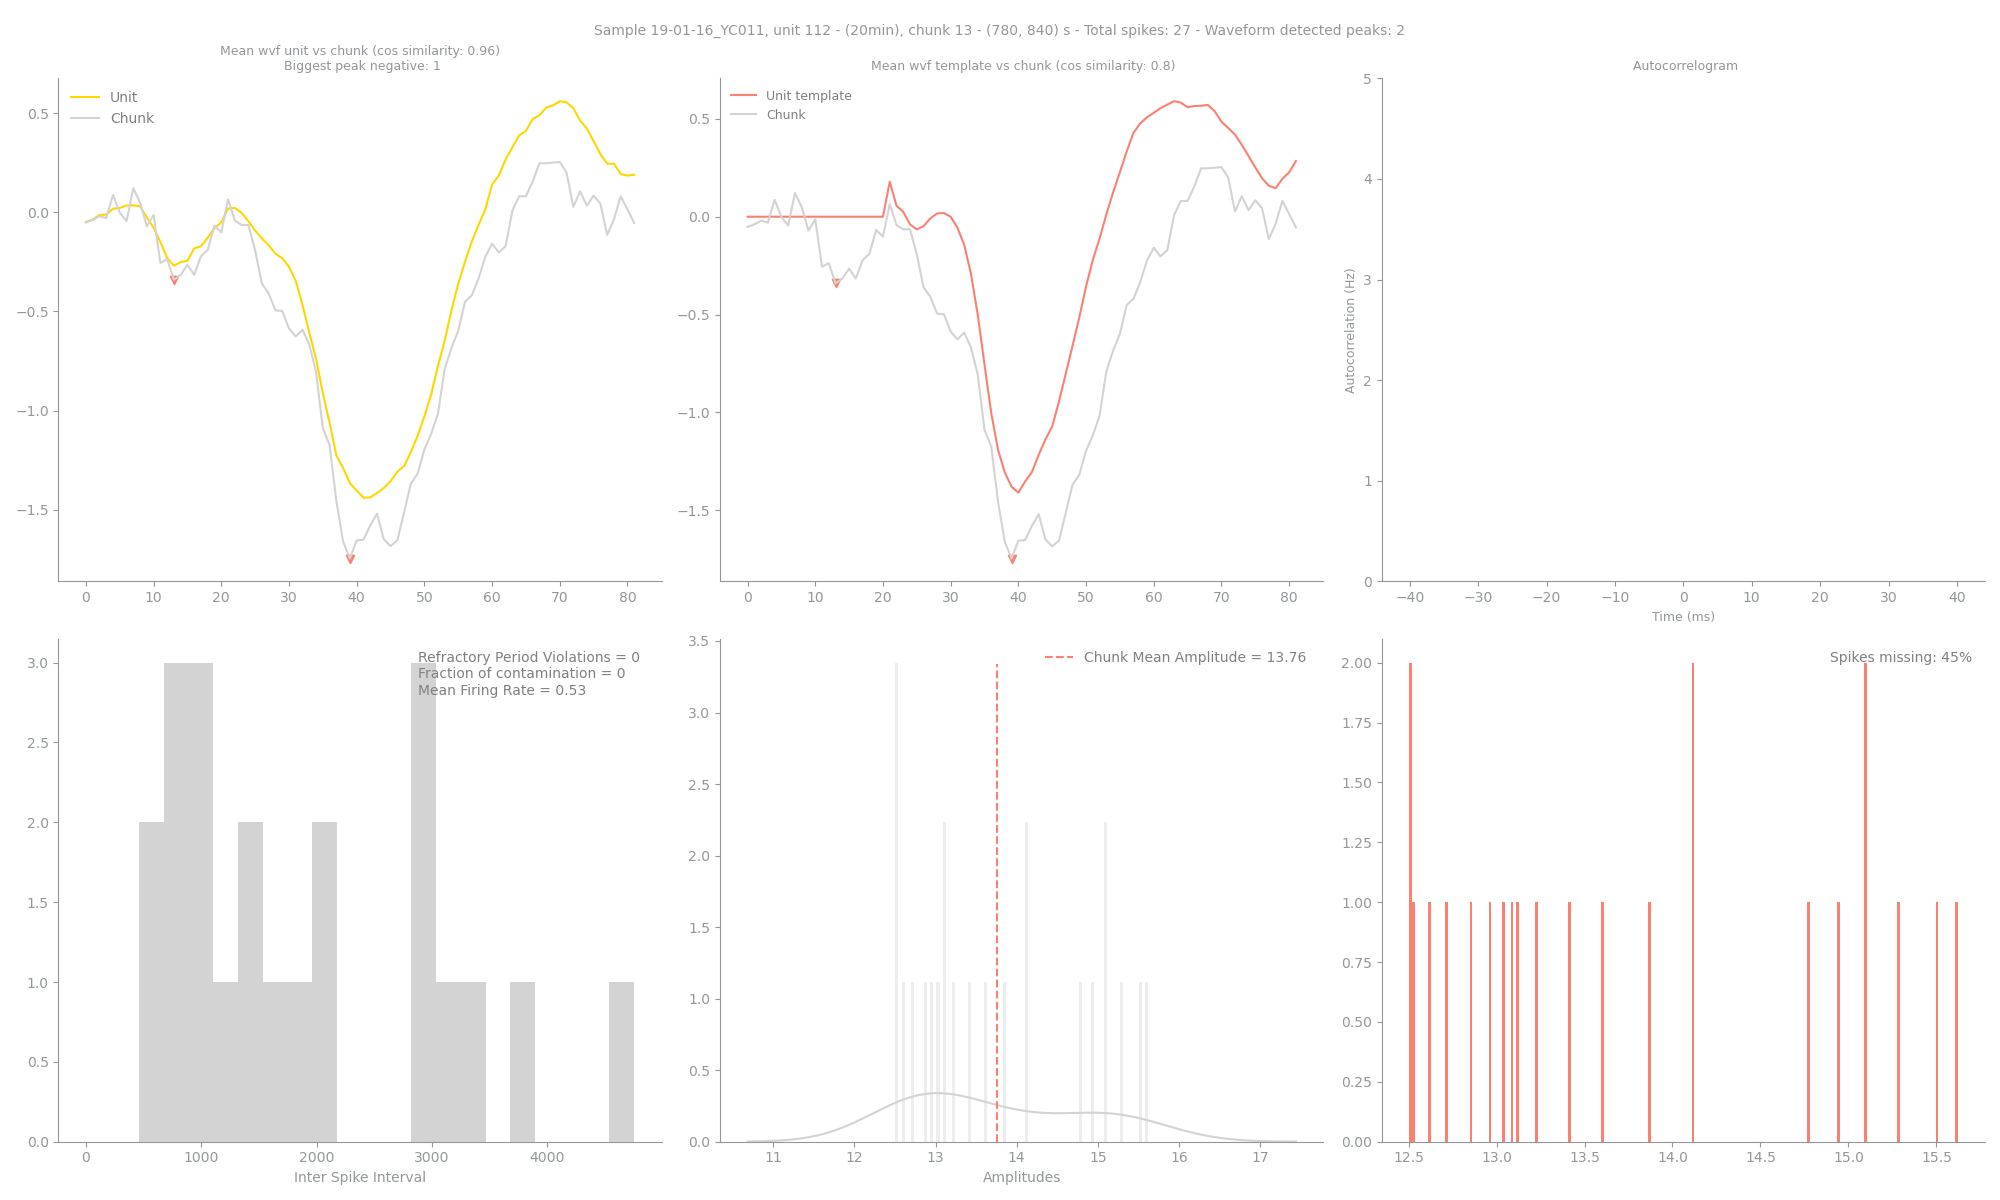 Sample 19-01-16_YC011, unit 112 - (20min), chunk 13 - (780, 840) s - Total spikes: 27 - Waveform detected peaks: 2
Mean wvf unit vs chunk (cos similarity: 0.96)
Biggest peak negative: 1
Unit
Chunk
0.5
0.0
−0.5
−1.0
−1.5
0 10 20 30 40 50 60 70 80
Mean wvf template vs chunk (cos similarity: 0.8)
Unit template
Chunk
0.5
0.0
−0.5
−1.0
−1.5
0 10 20 30 40 50 60 70 80
Autocorrelogram
Autocorrelation (Hz)
5
4
3
2
1
0
−40 −30 −20 −10 0 10 20 30 40
Time (ms)
Refractory Period Violations = 0
Fraction of contamination = 0
Mean Firing Rate = 0.53
3.0
2.5
2.0
1.5
1.0
0.5
0.0
0 1000 2000 3000 4000
Inter Spike Interval
Chunk Mean Amplitude = 13.76
3.5
3.0
2.5
2.0
1.5
1.0
0.5
0.0
11 12 13 14 15 16 17
Amplitudes
Spikes missing: 45%
2.00
1.75
1.50
1.25
1.00
0.75
0.50
0.25
0.00
12.5 13.0 13.5 14.0 14.5 15.0 15.5